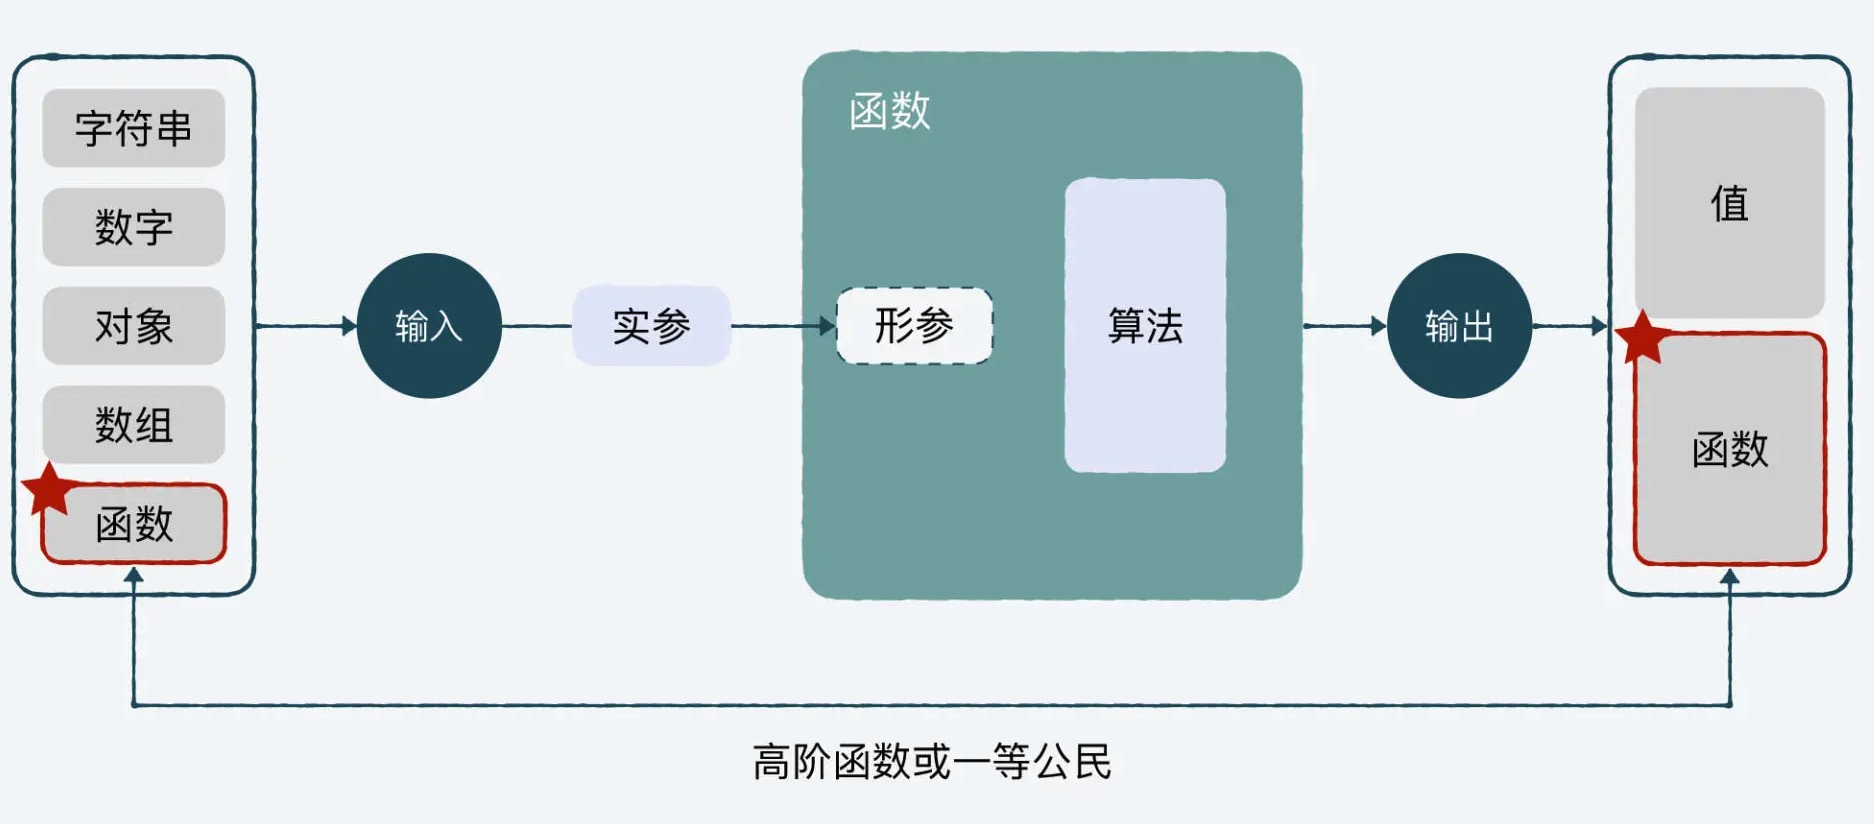 字符串
数字
对象
数组
函数
输入
实参
函数
形参
算法
输出
值
函数
高阶函数或一等公民